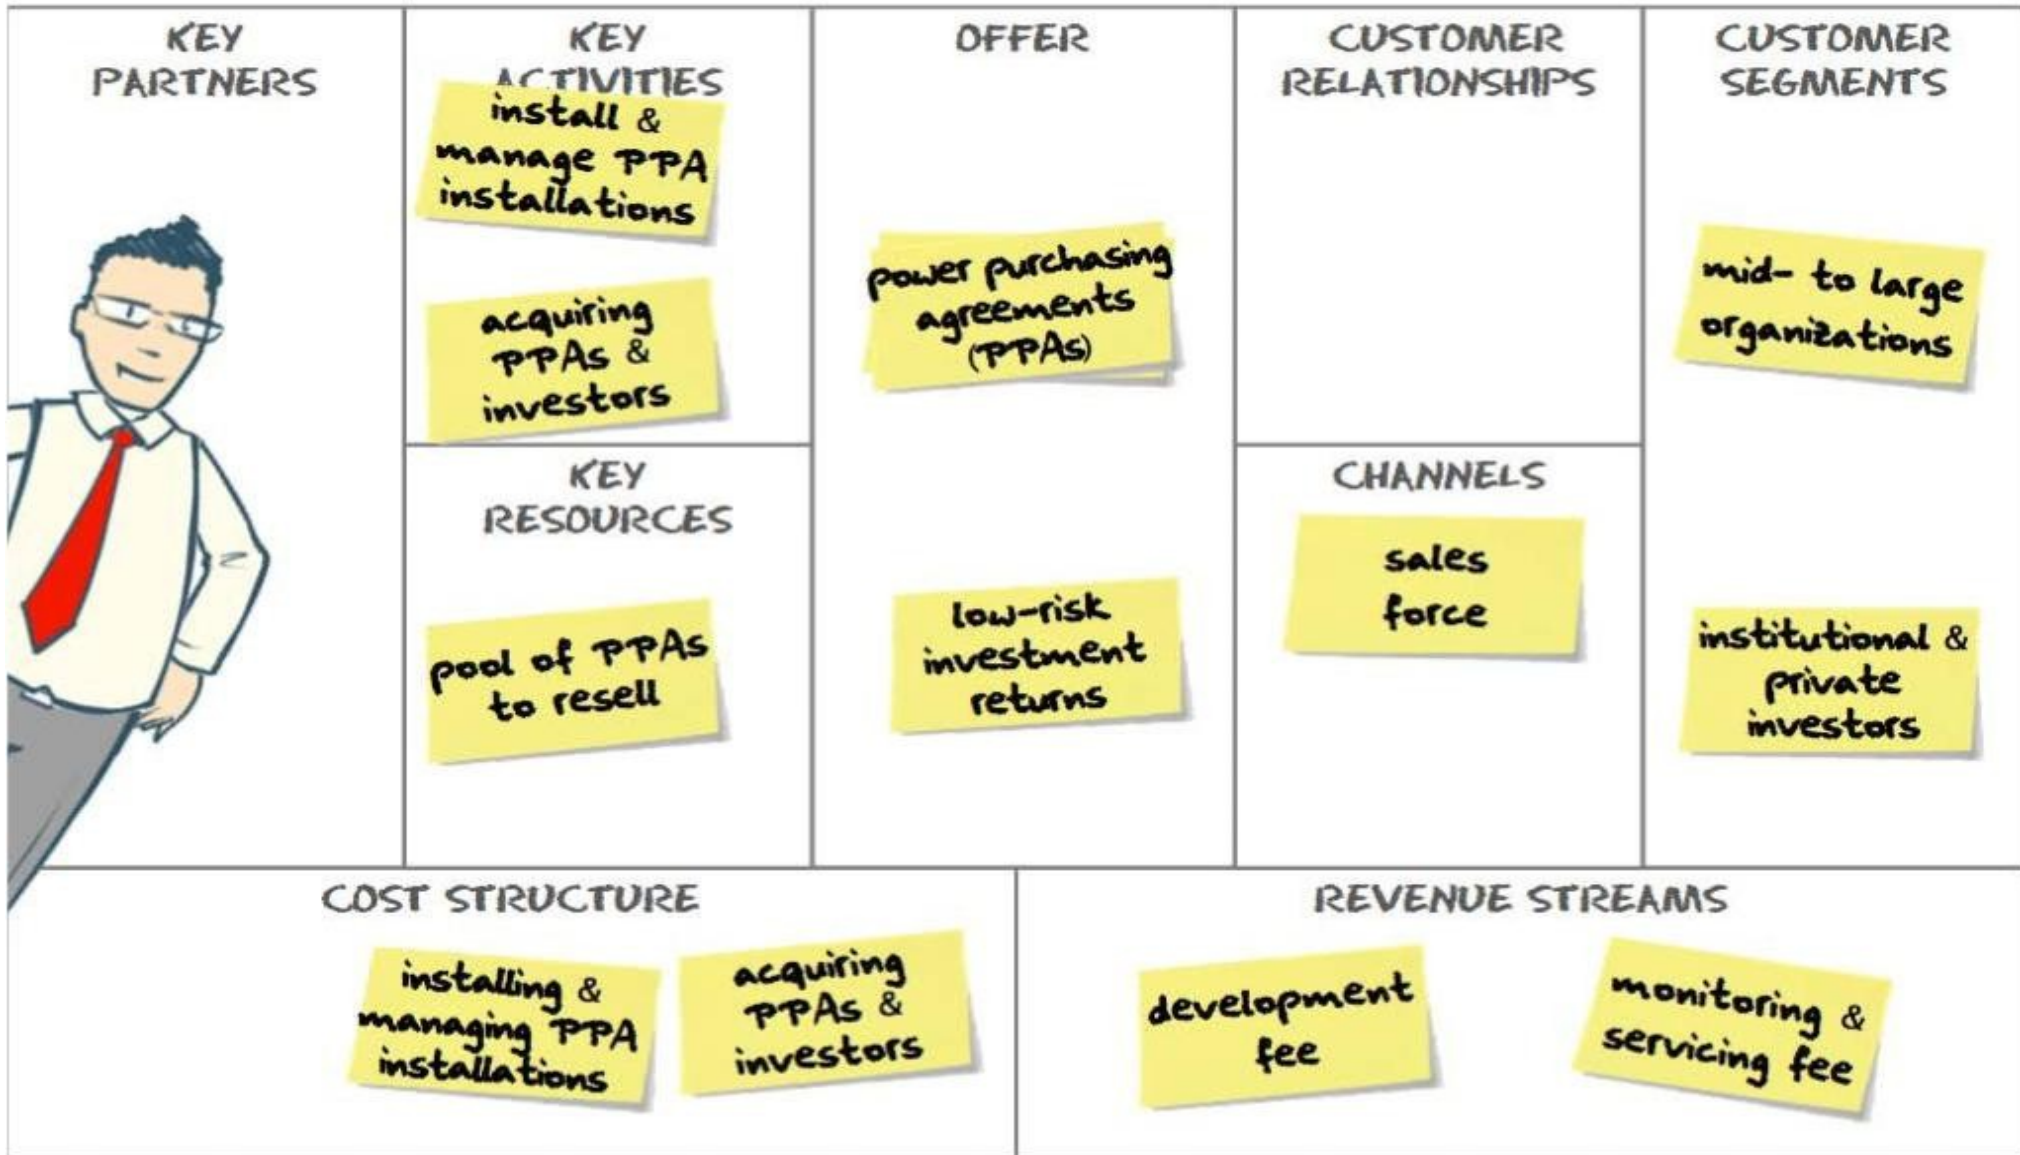 KEY
PARTNERS
KEY
ACTIVITIES
install &
manage PPA
installations
acquiring
PPAs &
investors
KEY
RESOURCES
pool of PPAs
to resell
OFFER
power purchasing
agreements
(PPAs)
low-risk
investment
returns
CUSTOMER
RELATIONSHIPS
CHANNELS
sales
force
CUSTOMER
SEGMENTS
mid- to large
organizations
institutional &
private
investors
COST STRUCTURE
installing &
managing PPA
installations
acquiring
PPAs &
investors
REVENUE STREAMS
development
fee
monitoring &
servicing fee